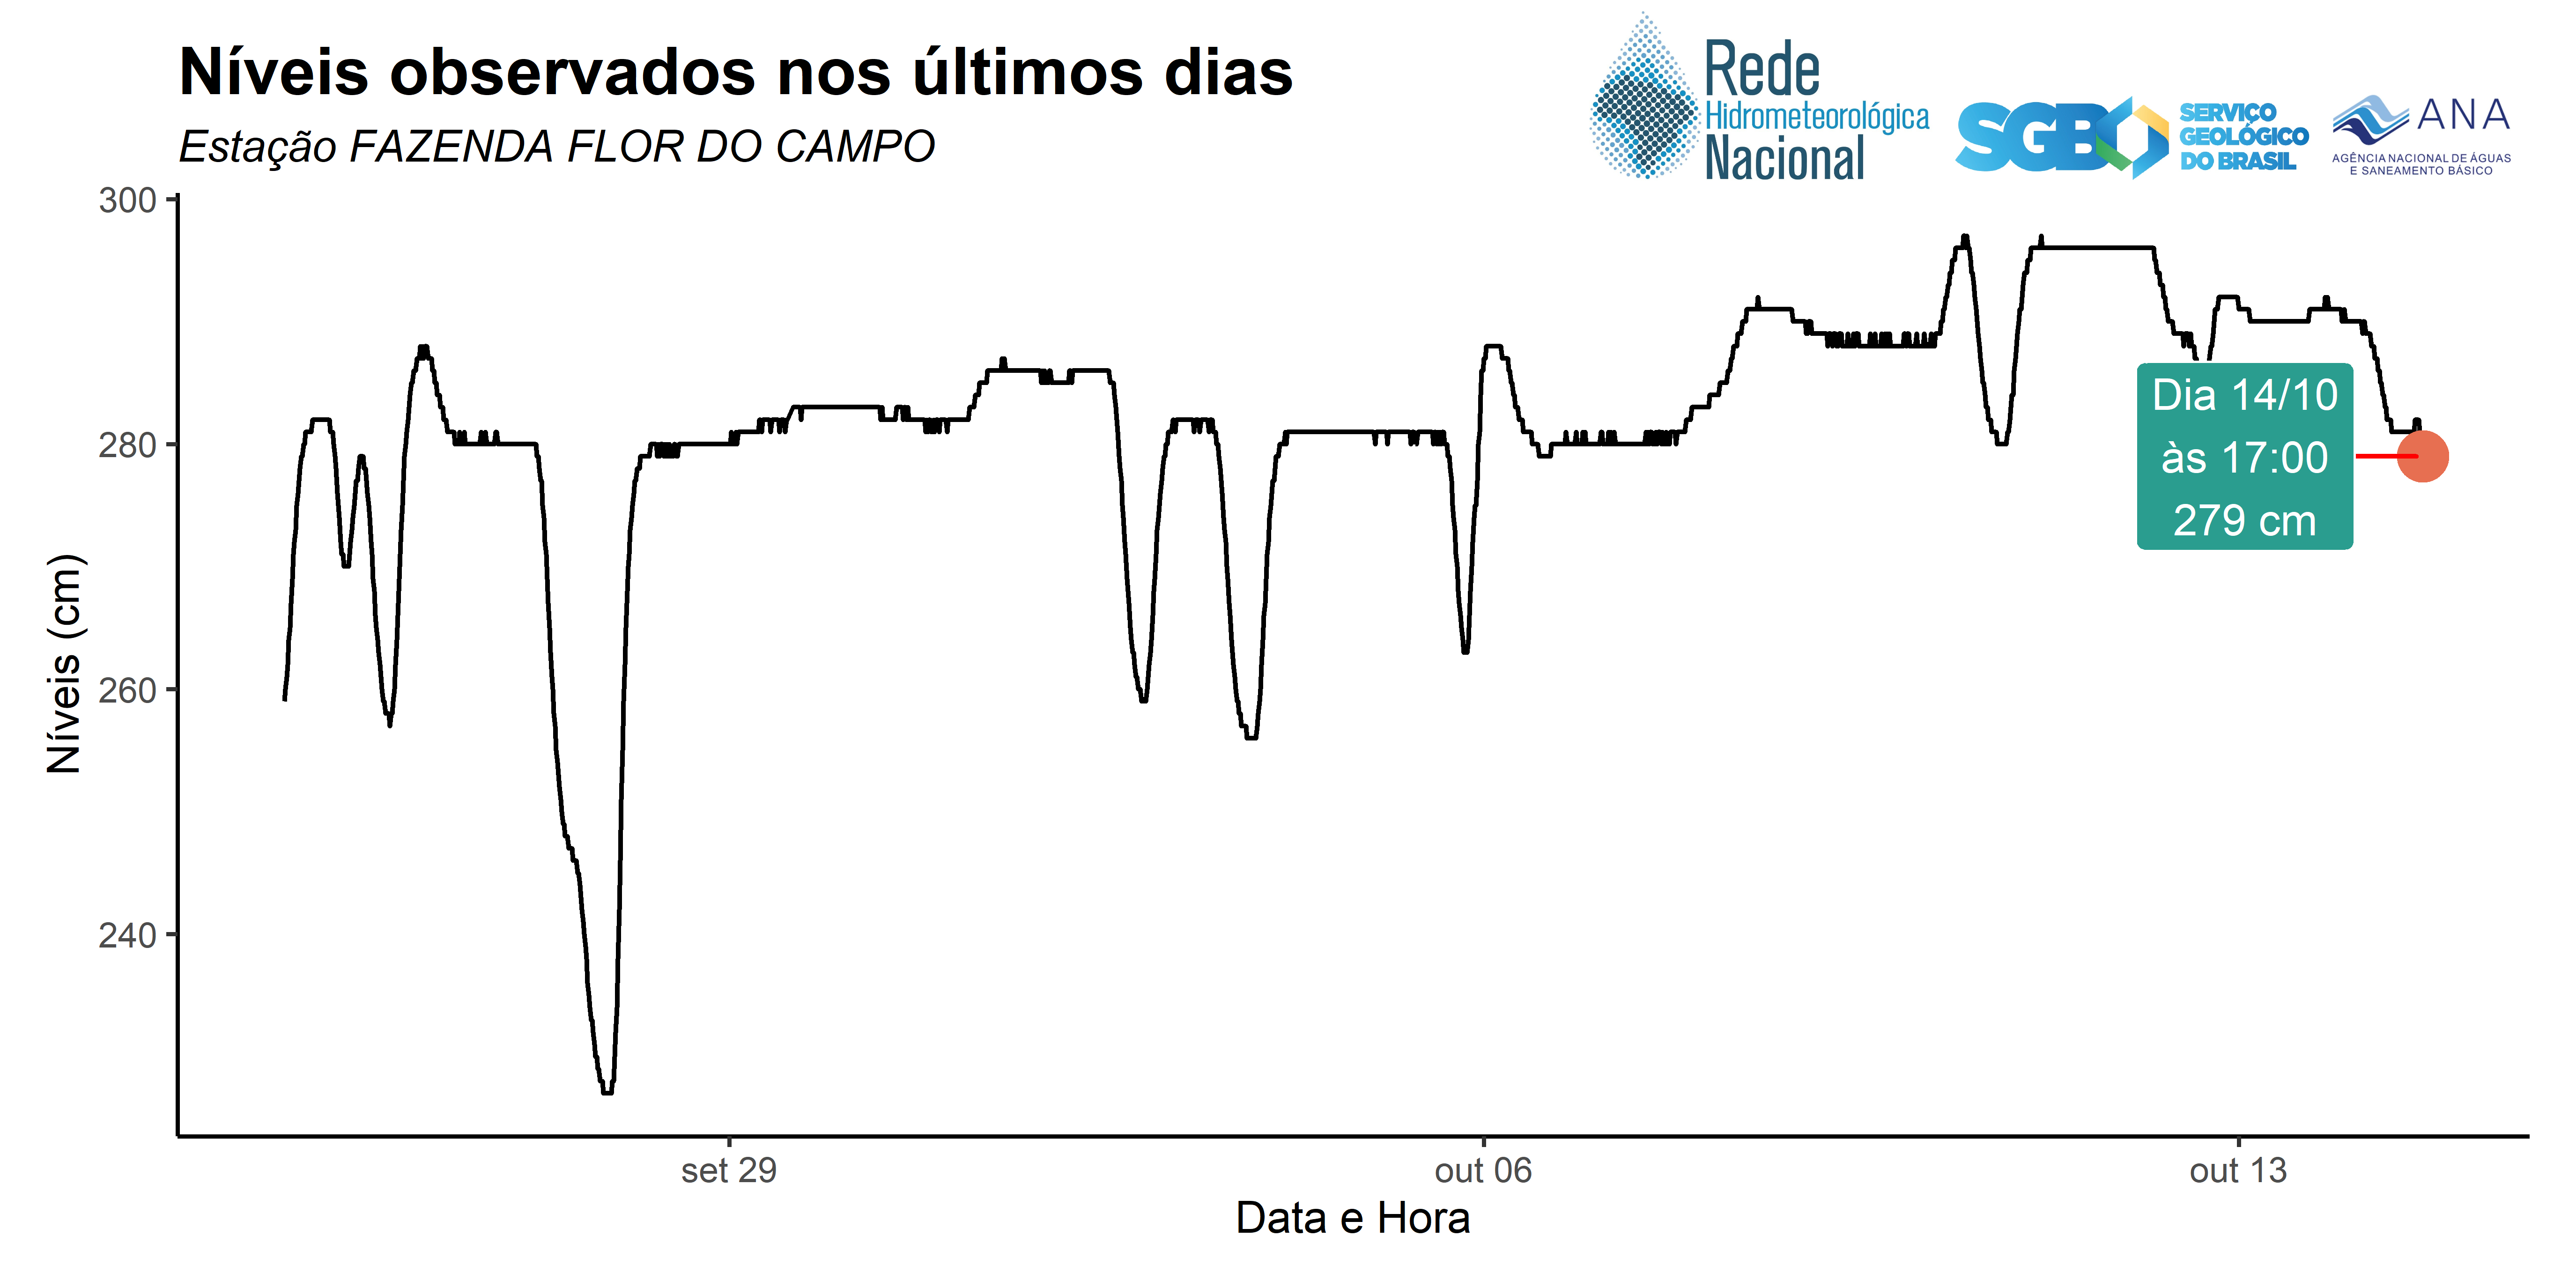 Níveis observados nos últimos dias
Estação FAZENDA FLOR DO CAMPO
Rede
Hidrometeorológica
Nacional
SGB
SERVIÇO
GEOLÓGICO
DO BRASIL
ANA
AGÊNCIA NACIONAL DE ÁGUAS
E SANEAMENTO BÁSICO
300
280
260
240
Níveis (cm)
Dia 14/10
às 17:00
279 cm
set 29
out 06
out 13
Data e Hora